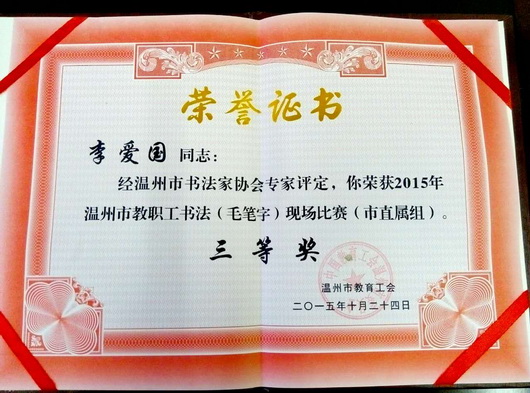 荣誉证书
李爱国 同志：
经温州市书法家协会专家评定，你荣获2015年
温州市教职工书法（毛笔字）现场比赛（市直属组）。
三等奖
温州市教育工会
二〇一五年十月二十四日